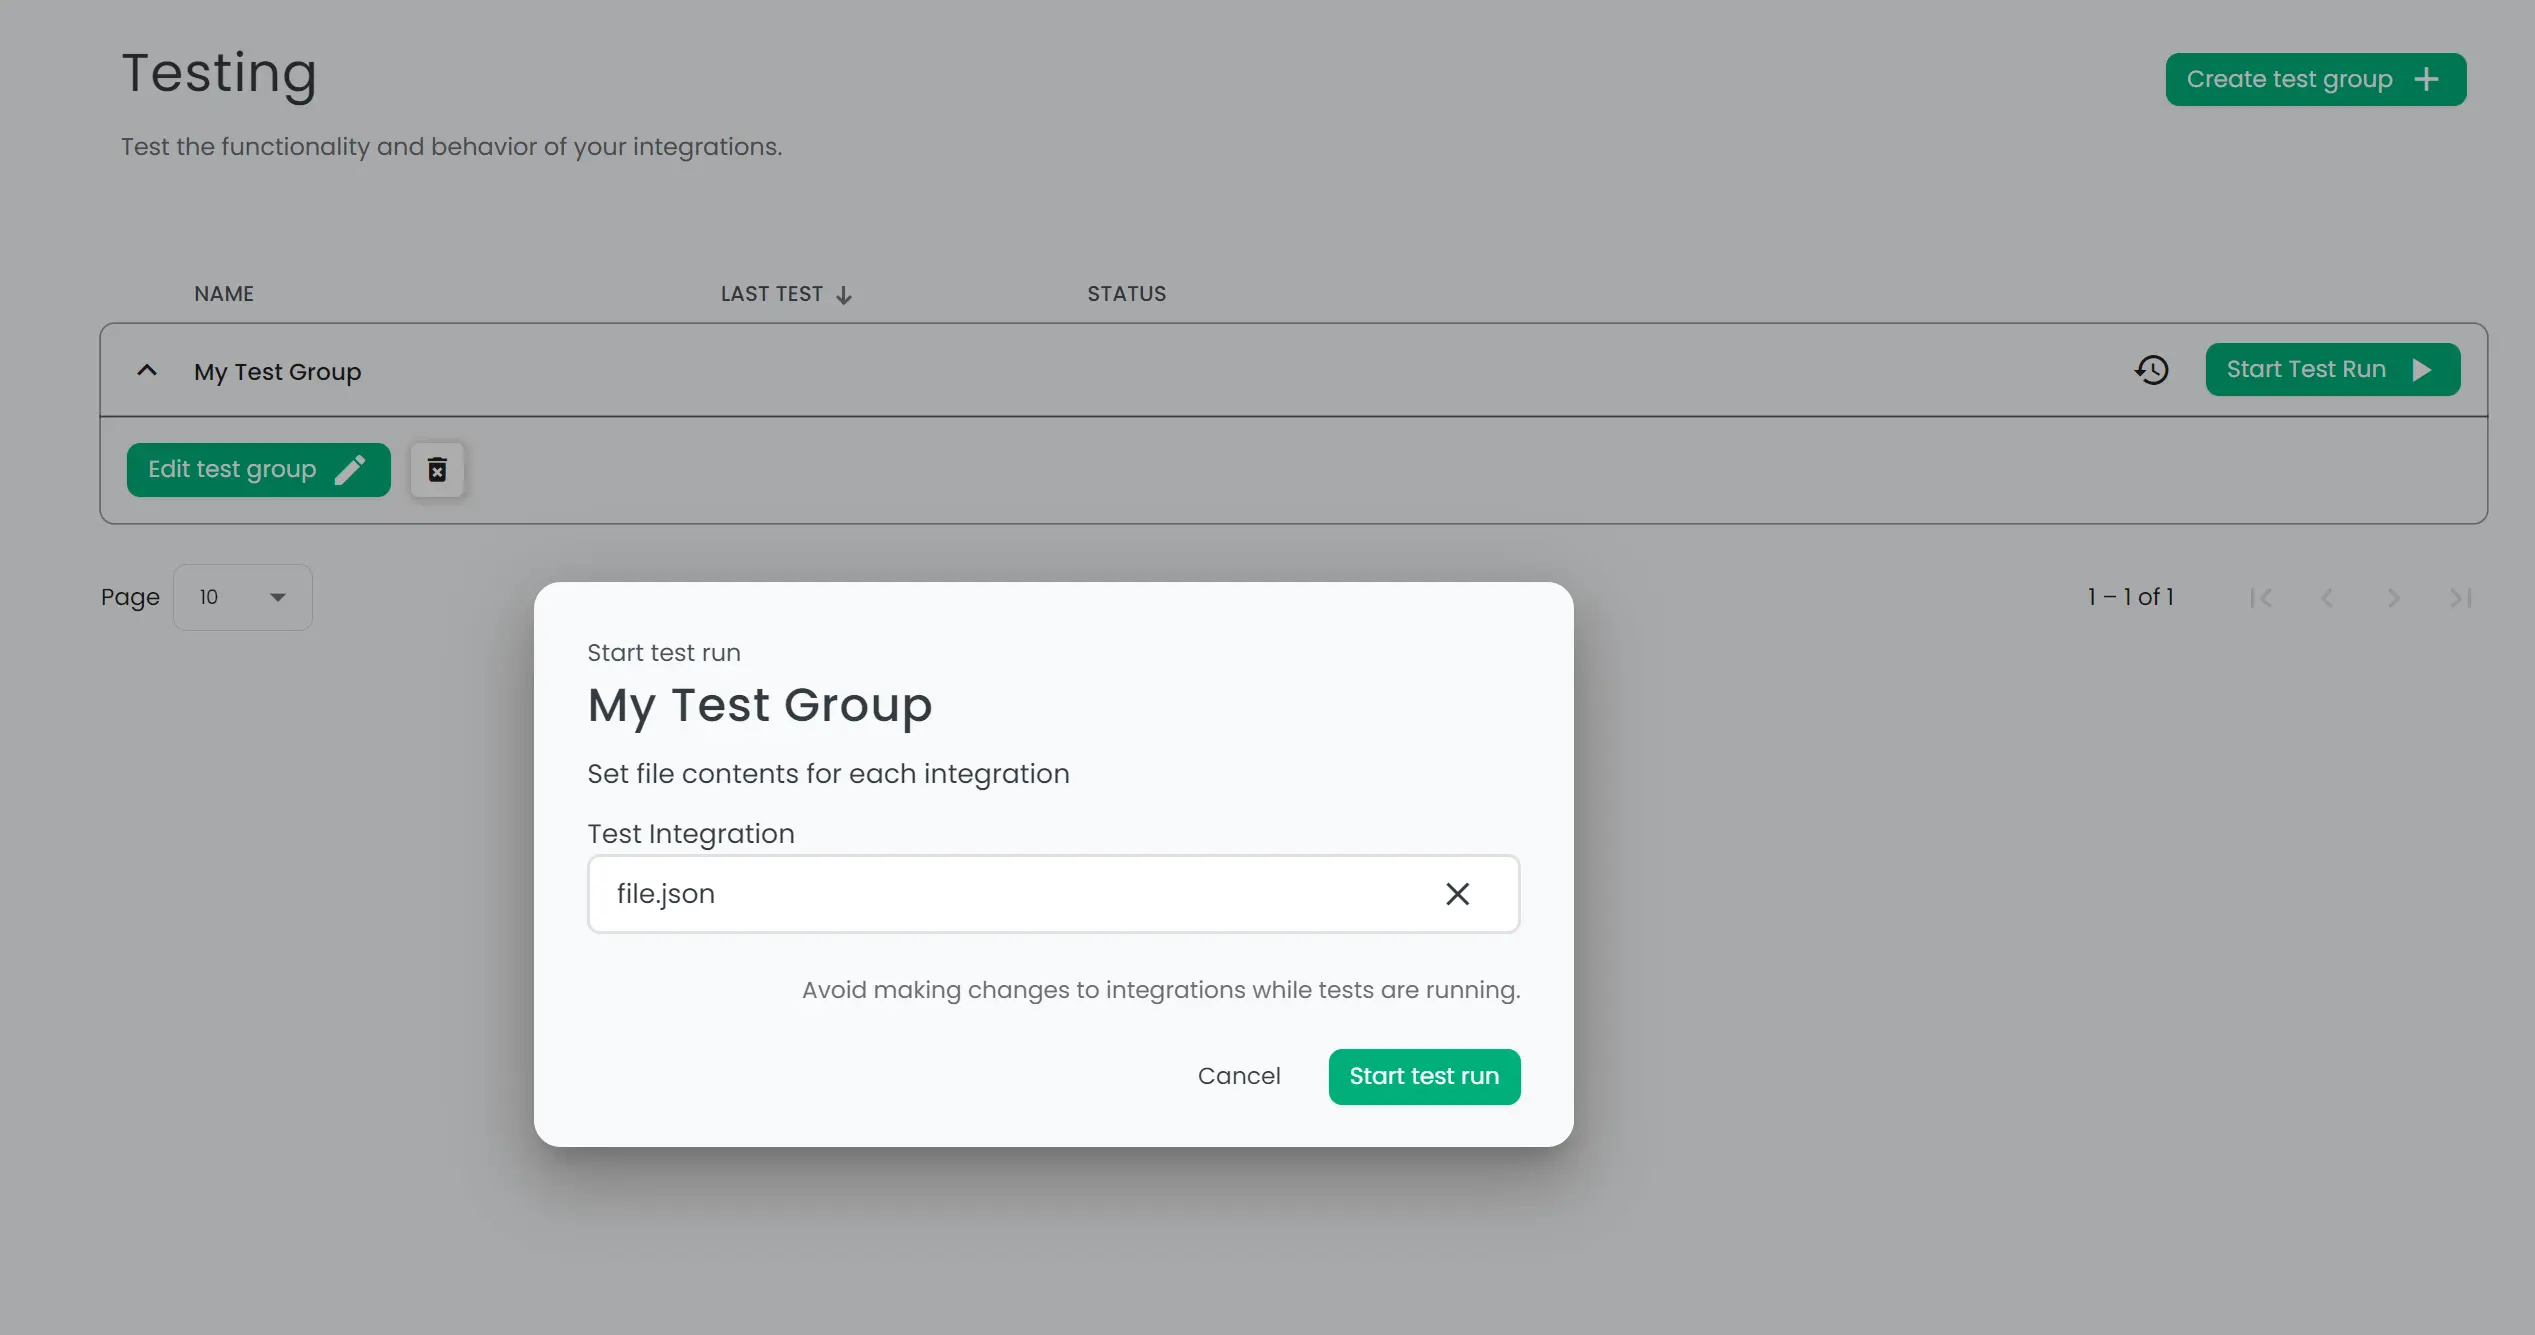 Testing
Create test group
Test the functionality and behavior of your integrations.
NAME
LAST TEST
STATUS
My Test Group
Start Test Run
Edit test group
Page
10
1 – 1 of 1
Start test run
My Test Group
Set file contents for each integration
Test Integration
file.json
Avoid making changes to integrations while tests are running.
Cancel
Start test run